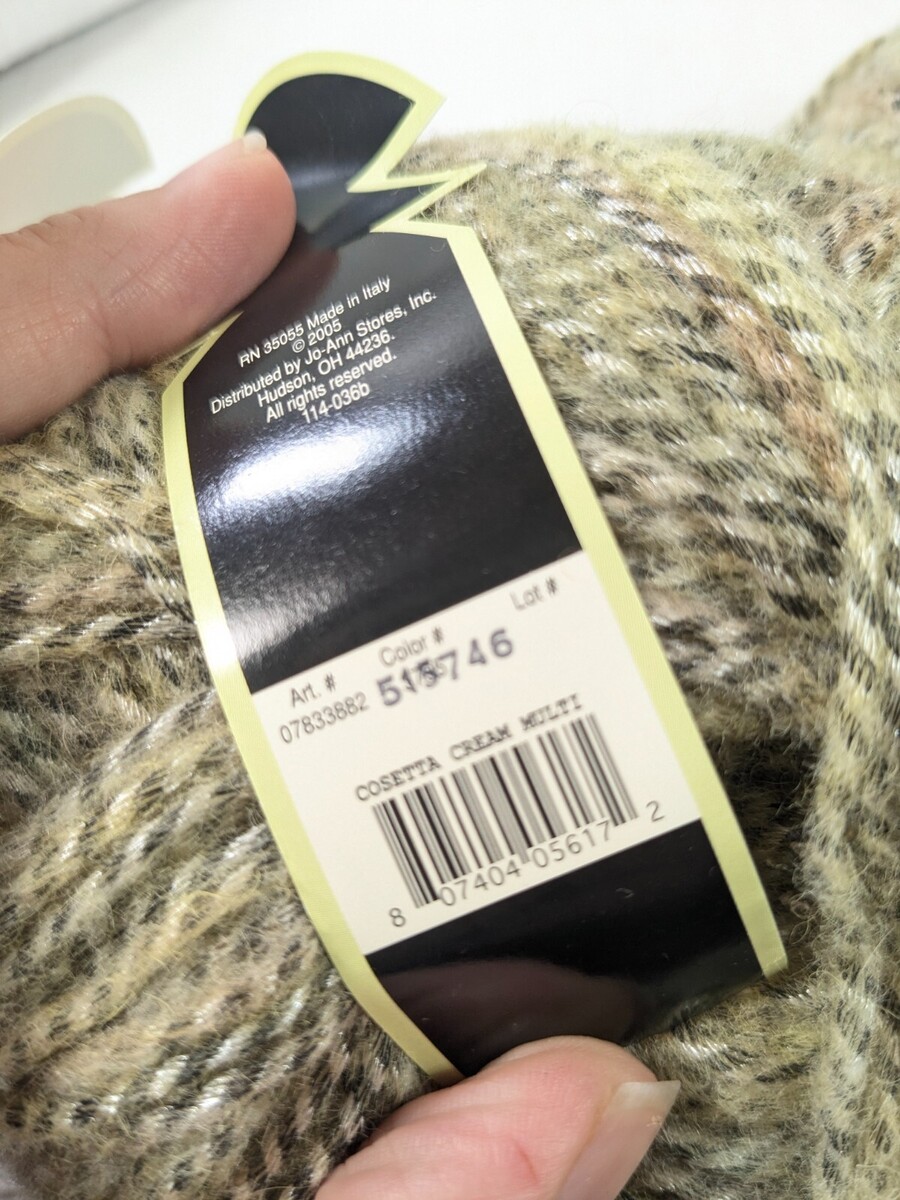 RN 35055 Made in Italy
© 2005
Distributed by Jo-Ann Stores, Inc.
Hudson, OH 44236.
All rights reserved.
114-036b
Art. # Color # Lot #
07833882
COSETTA CREAM MULTI
8 07404 05617 2